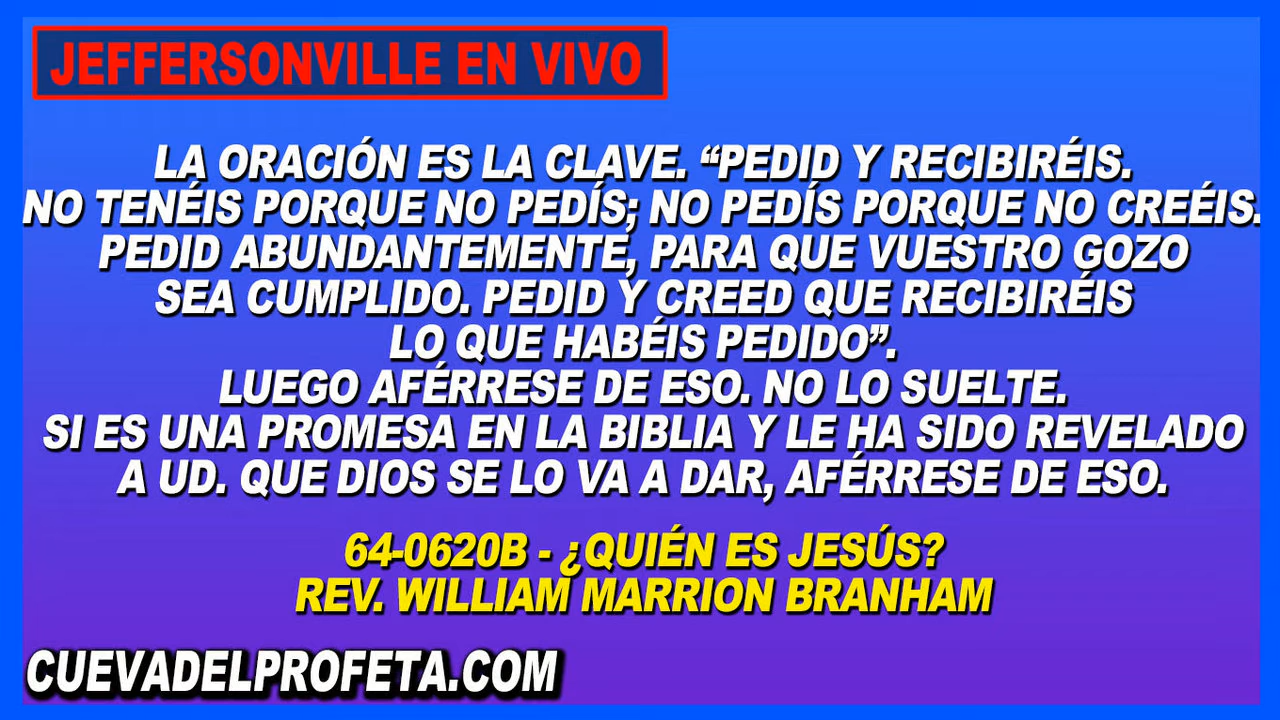 JEFFERSONVILLE EN VIVO
LA ORACIÓN ES LA CLAVE. “PEDID Y RECIBIRÉIS.
NO TENÉIS PORQUE NO PEDÍS; NO PEDÍS PORQUE NO CREÉIS.
PEDID ABUNDANTEMENTE, PARA QUE VUESTRO GOZO
SEA CUMPLIDO. PEDID Y CREED QUE RECIBIRÉIS
LO QUE HABÉIS PEDIDO”.
LUEGO AFÉRRESE DE ESO. NO LO SUELTE.
SI ES UNA PROMESA EN LA BIBLIA Y LE HA SIDO REVELADO
A UD. QUE DIOS SE LO VA A DAR, AFÉRRESE DE ESO.
64-0620B - ¿QUIÉN ES JESÚS?
REV. WILLIAM MARRION BRANHAM
CUEVADELPROFETA.COM